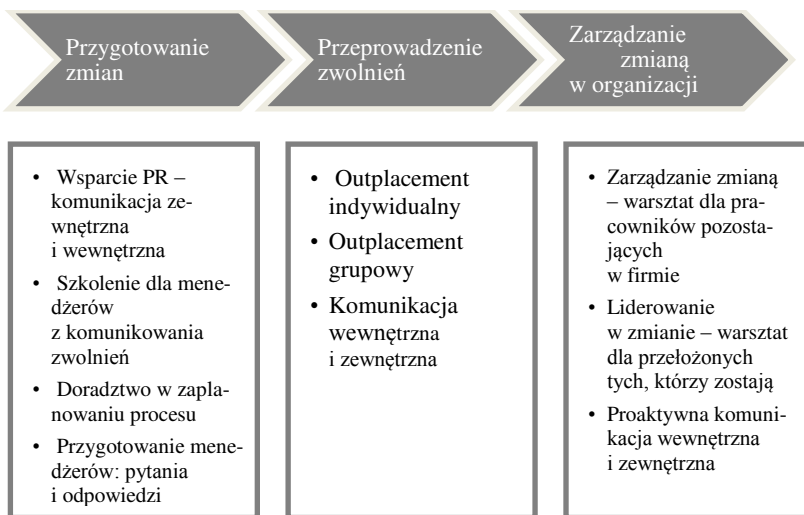 Przygotowanie
zmian
Przeprowadzenie
zwolnień
Zarządzanie
zmianą
w organizacji
• Wsparcie PR –
komunikacja ze-
wnętrzna
i wewnętrzna
• Szkolenie dla mene-
dżerów
z komunikowania
zwolnień
• Doradztwo w zapla-
nowaniu procesu
• Przygotowanie mene-
dżerów: pytania
i odpowiedzi
• Outplacement
indywidualny
• Outplacement
grupowy
• Komunikacja
wewnętrzna
i zewnętrzna
• Zarządzanie zmianą
– warsztat dla pra-
cowników pozosta-
jących
w firmie
• Liderowanie
w zmianie – warsztat
dla przełożonych
tych, którzy zostają
• Proaktywna komuni-
kacja wewnętrzna
i zewnętrzna